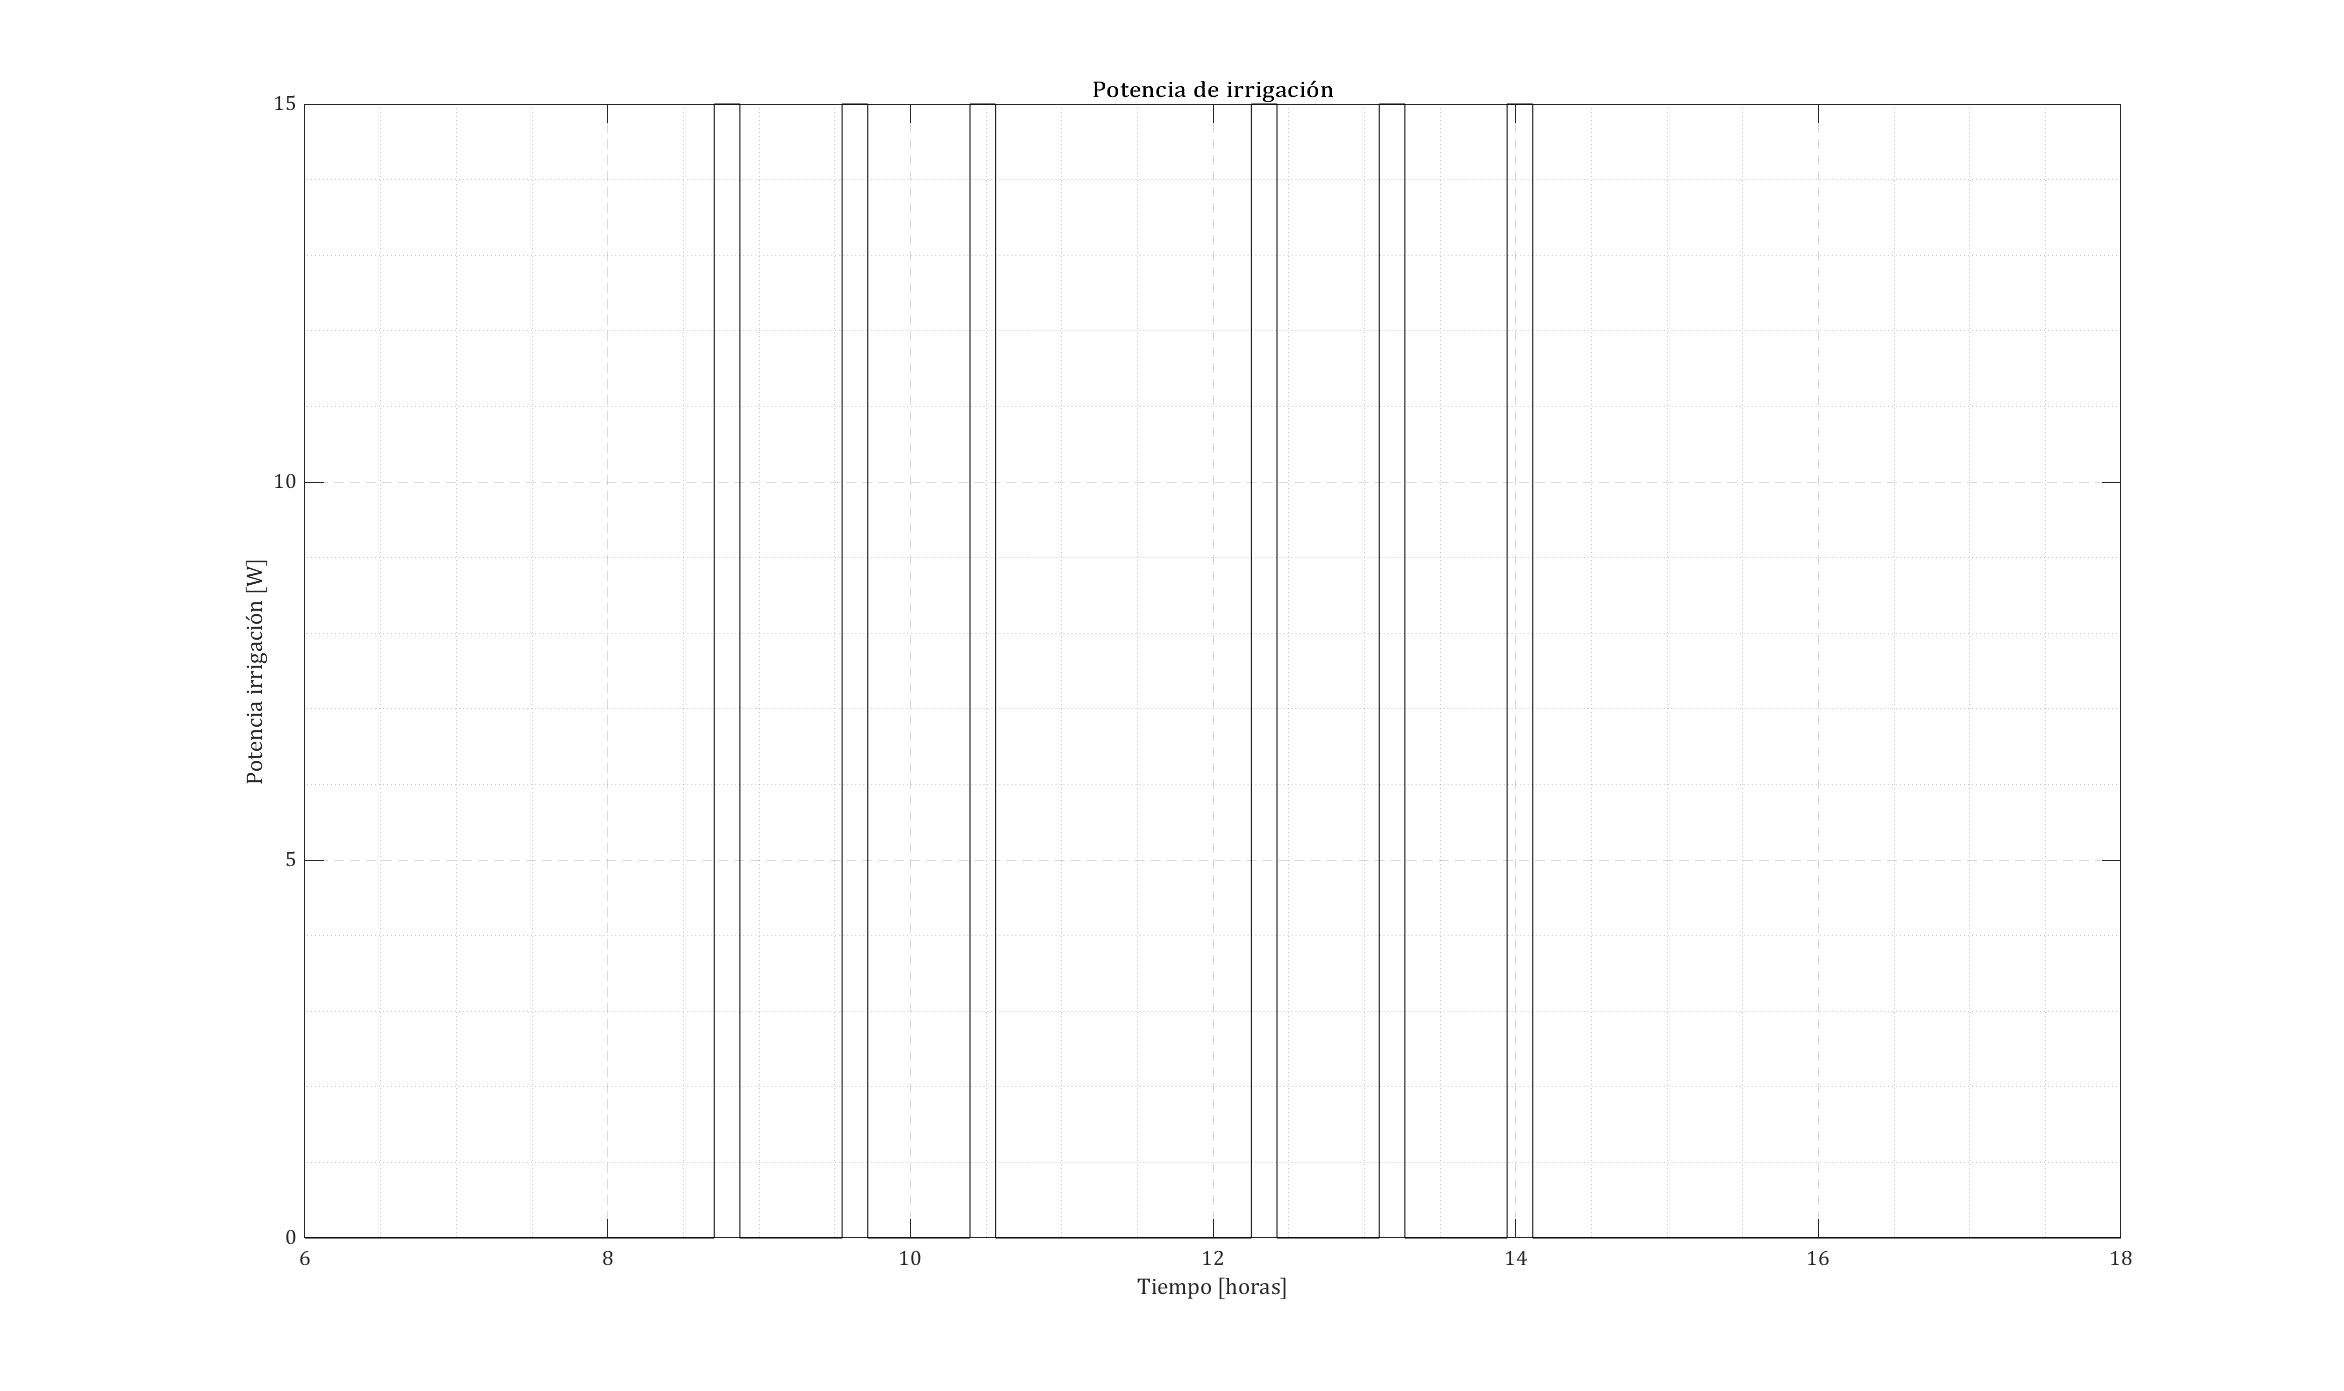 Potencia de irrigación
15
10
5
0
Potencia irrigación [W]
6 8 10 12 14 16 18
Tiempo [horas]